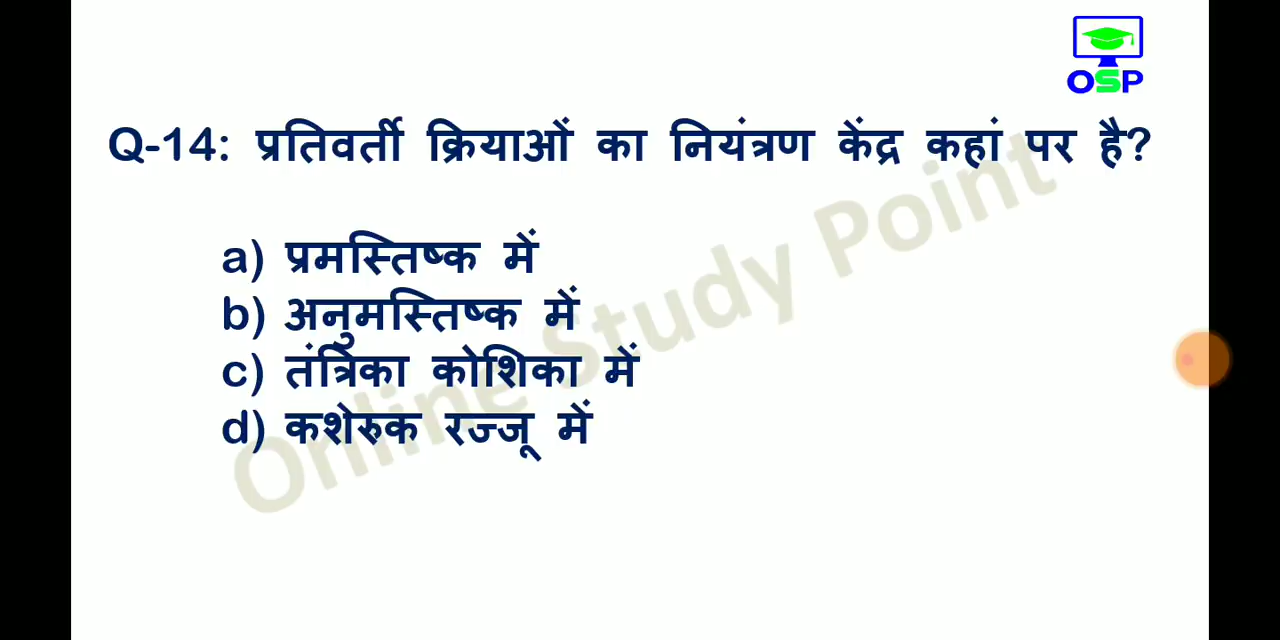 OSP
Q-14: प्रतिवर्ती क्रियाओं का नियंत्रण केंद्र कहां पर है?
a) प्रमस्तिष्क में
b) अनुमस्तिष्क में
c) तंत्रिका कोशिका में
d) कशेरुक रज्जू में
Online Study Point